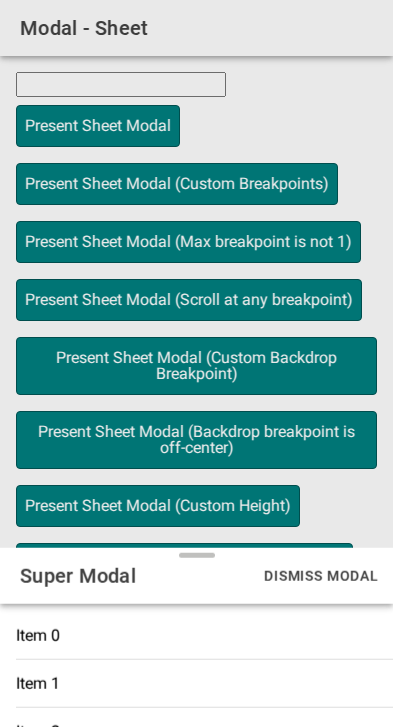 Modal - Sheet
Present Sheet Modal
Present Sheet Modal (Custom Breakpoints)
Present Sheet Modal (Max breakpoint is not 1)
Present Sheet Modal (Scroll at any breakpoint)
Present Sheet Modal (Custom Backdrop
Breakpoint)
Present Sheet Modal (Backdrop breakpoint is
off-center)
Present Sheet Modal (Custom Height)
Super Modal
DISMISS MODAL
Item 0
Item 1